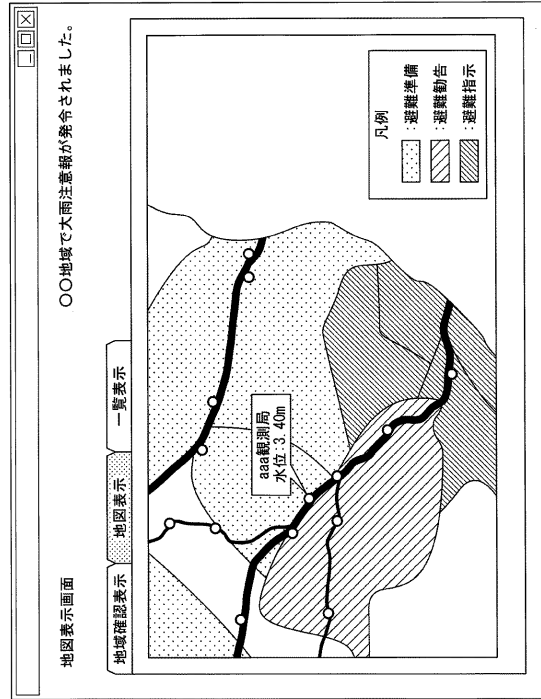 地図表示画面
○○地域で大雨注意報が発令されました。
地域確認表示
地図表示
一覧表示
aaa観測局
水位:3.40m
凡例
:避難準備
:避難勧告
:避難指示